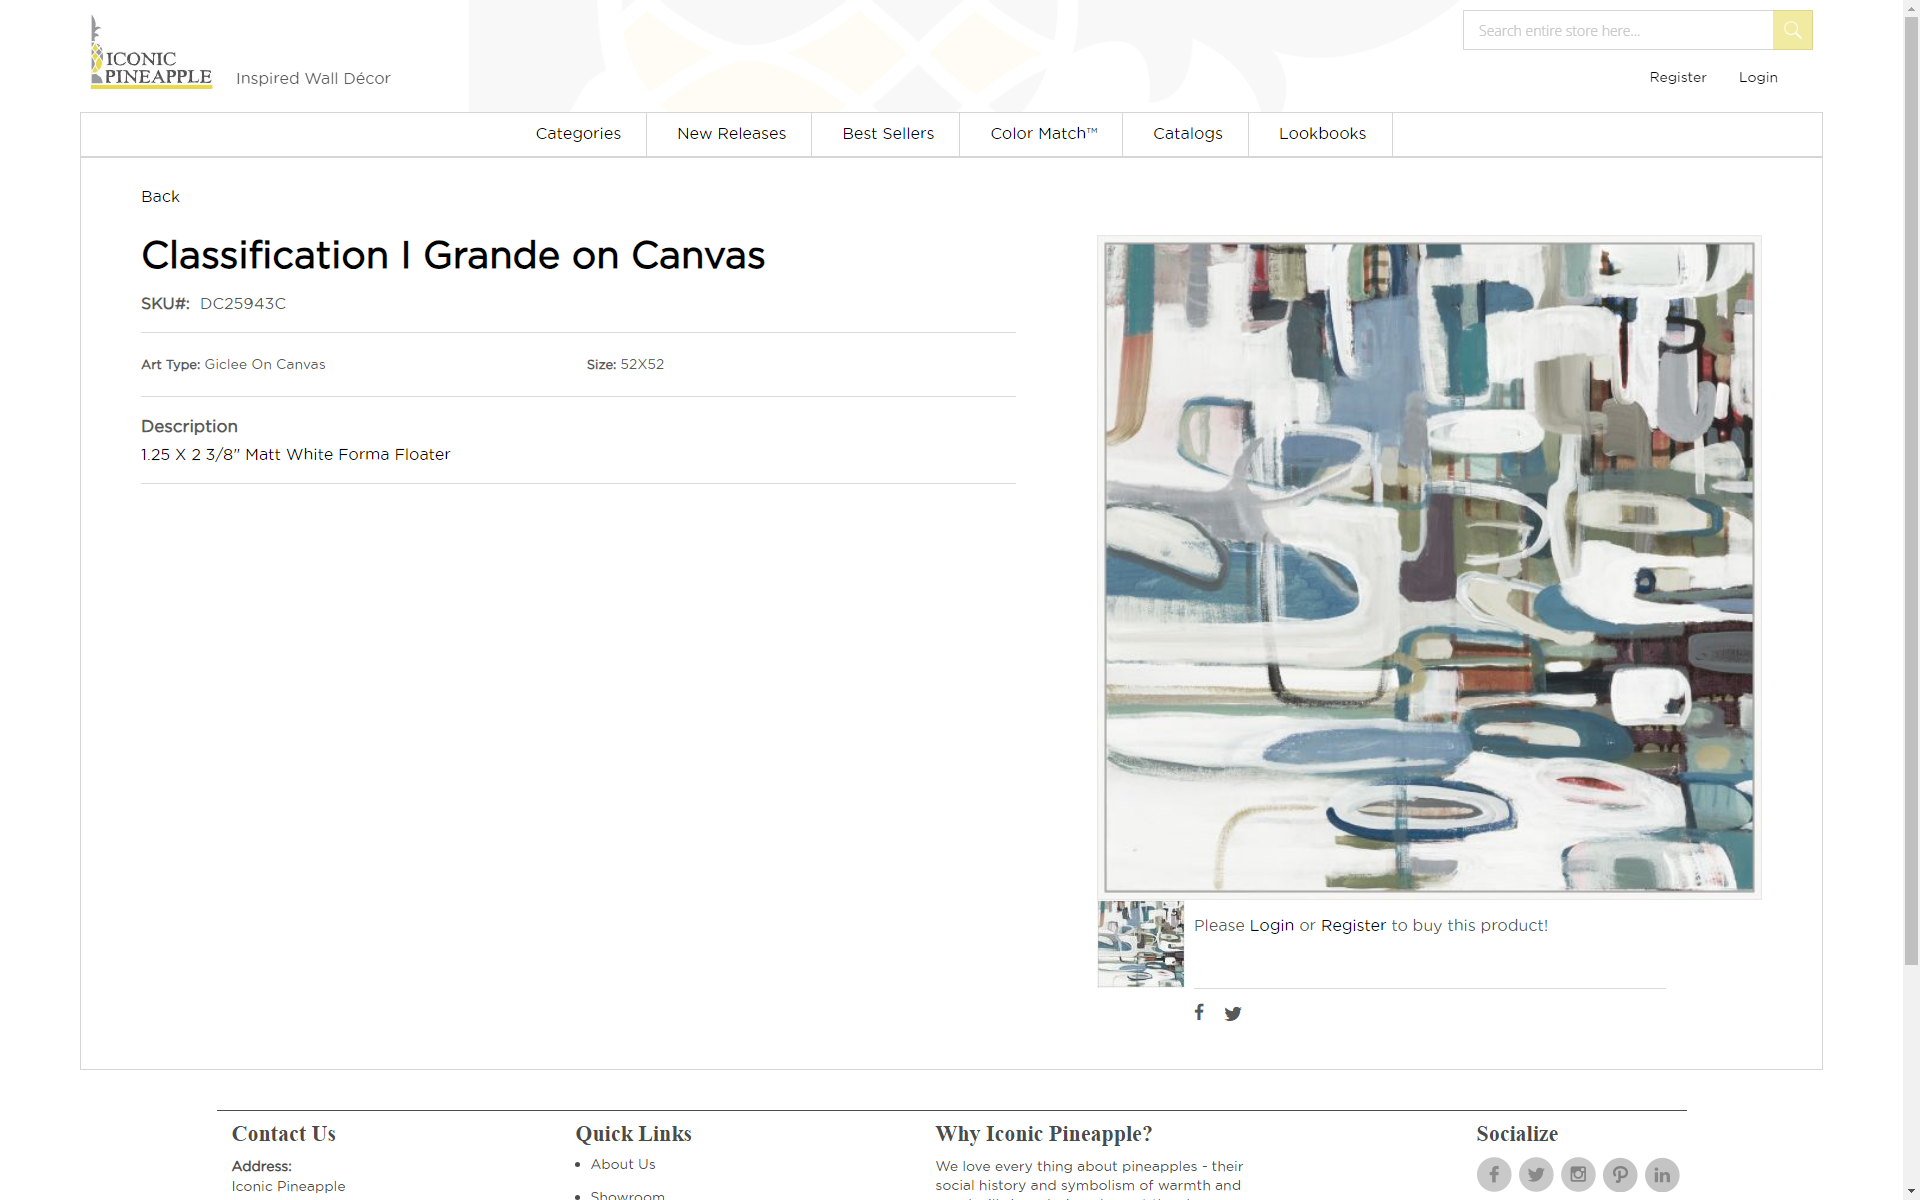 ICONIC
PINEAPPLE
Inspired Wall Décor
Search entire store here...
Register
Login
Categories
New Releases
Best Sellers
Color Match™
Catalogs
Lookbooks
Back
Classification I Grande on Canvas
SKU#: DC25943C
Art Type: Giclee On Canvas
Size: 52X52
Description
1.25 X 2 3/8" Matt White Forma Floater
Please Login or Register to buy this product!
Contact Us
Address:
Iconic Pineapple
Quick Links
About Us
Showroom
Why Iconic Pineapple?
We love every thing about pineapples - their
social history and symbolism of warmth and
Socialize